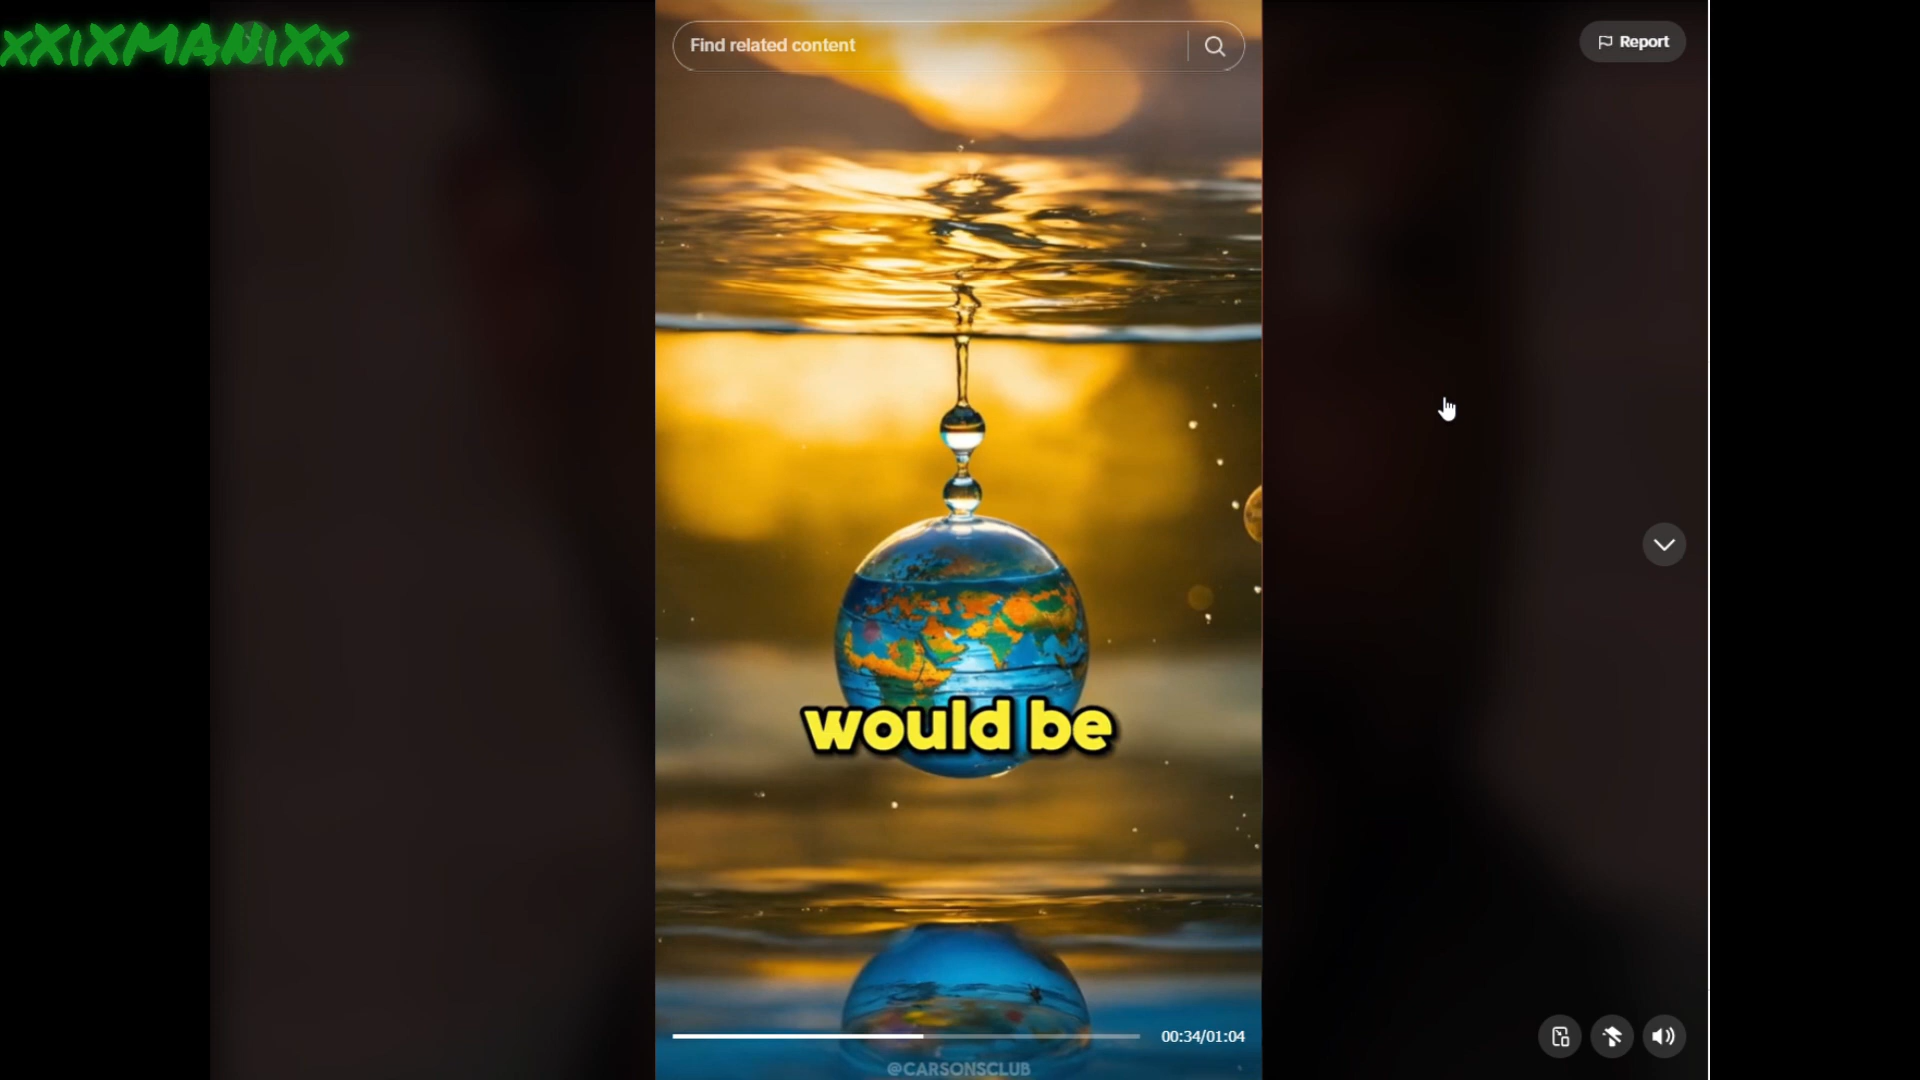 xXiXMANiXx
Find related content
Report
would be
00:34/01:04
@CARSONSCLUB